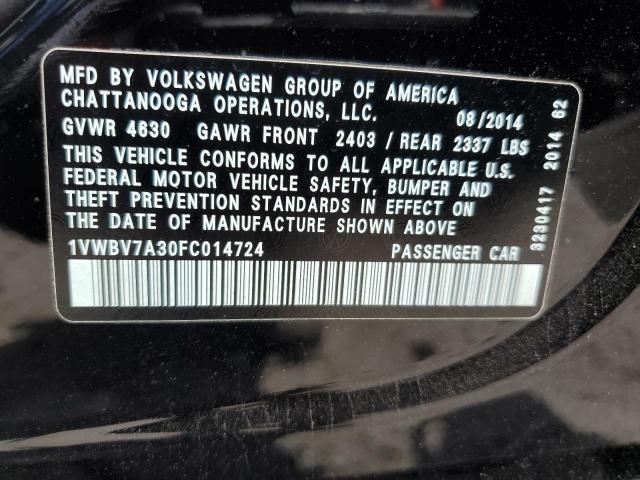 MFD BY VOLKSWAGEN GROUP OF AMERICA
CHATTANOOGA OPERATIONS, LLC. 08/2014
GVWR 4630 GAWR FRONT 2403 / REAR 2337 LBS
THIS VEHICLE CONFORMS TO ALL APPLICABLE U.S.
FEDERAL MOTOR VEHICLE SAFETY, BUMPER AND
THEFT PREVENTION STANDARDS IN EFFECT ON
THE DATE OF MANUFACTURE SHOWN ABOVE
1VWBV7A30FC014724 PASSENGER CAR
3230417 2014 62